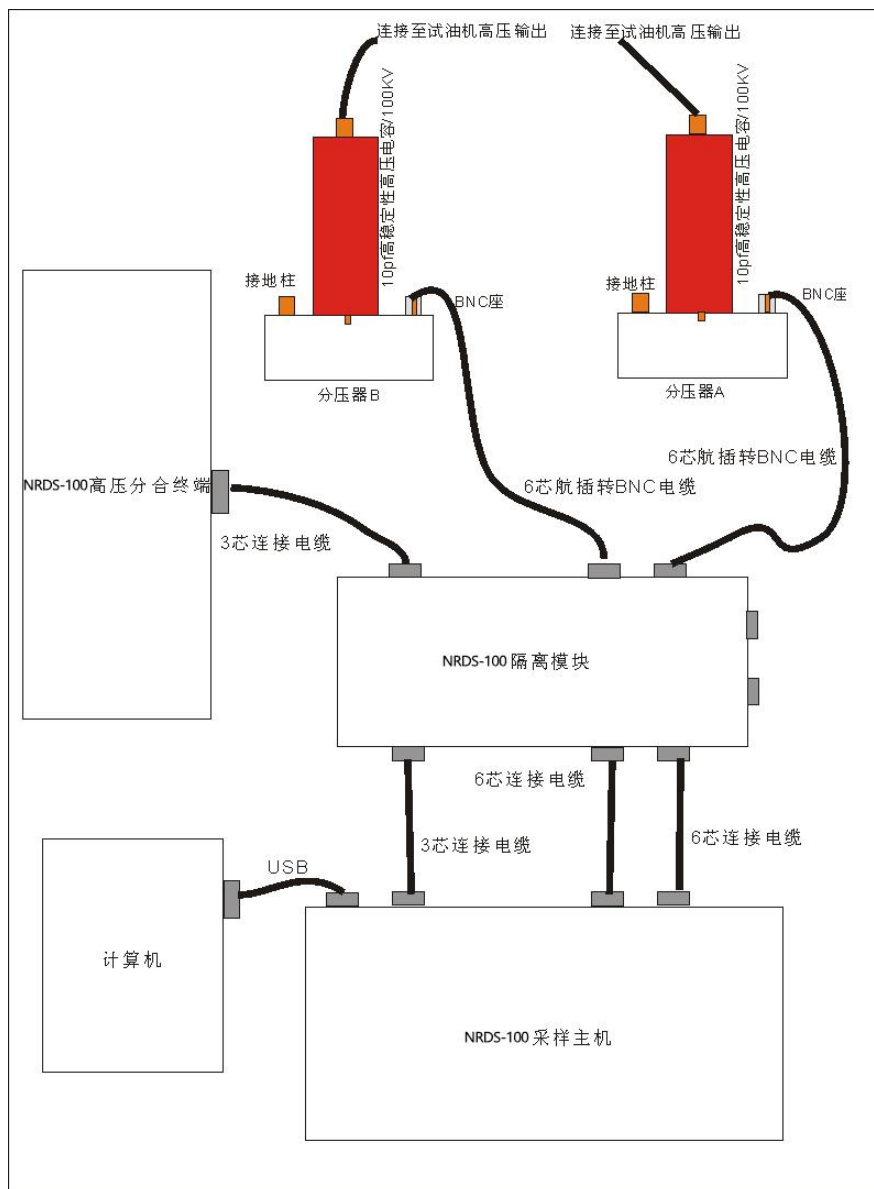 连接至试油机高压输出
连接至试油机高压输出
10pf高稳定性高压电容/100KV
10pf高稳定性高压电容/100KV
接地柱
BNC座
接地柱
BNC座
分压器B
分压器A
NRDS-100高压分合终端
6芯航插转BNC电缆
6芯航插转BNC电缆
3芯连接电缆
NRDS-100 隔离模块
6芯连接电缆
3芯连接电缆
6芯连接电缆
USB
计算机
NRDS-100 采样主机